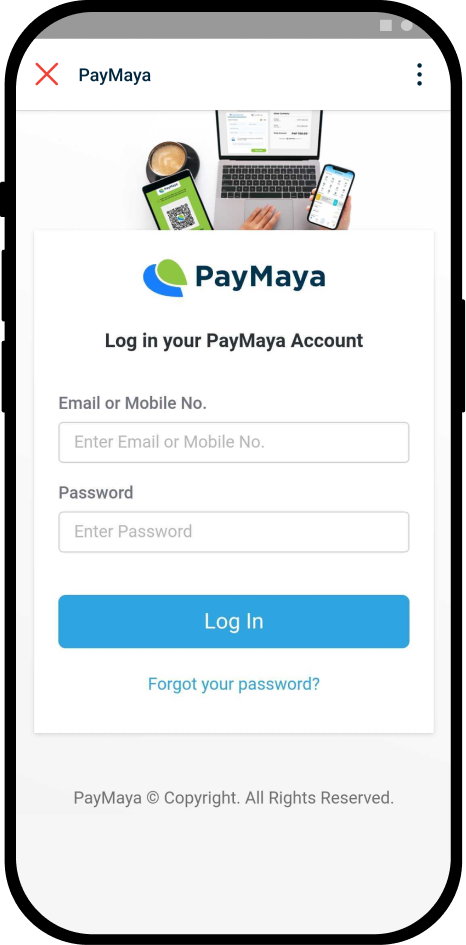 PayMaya
PayMaya
PayMaya
Log in your PayMaya Account
Email or Mobile No.
Enter Email or Mobile No.
Password
Enter Password
Log In
Forgot your password?
PayMaya © Copyright. All Rights Reserved.